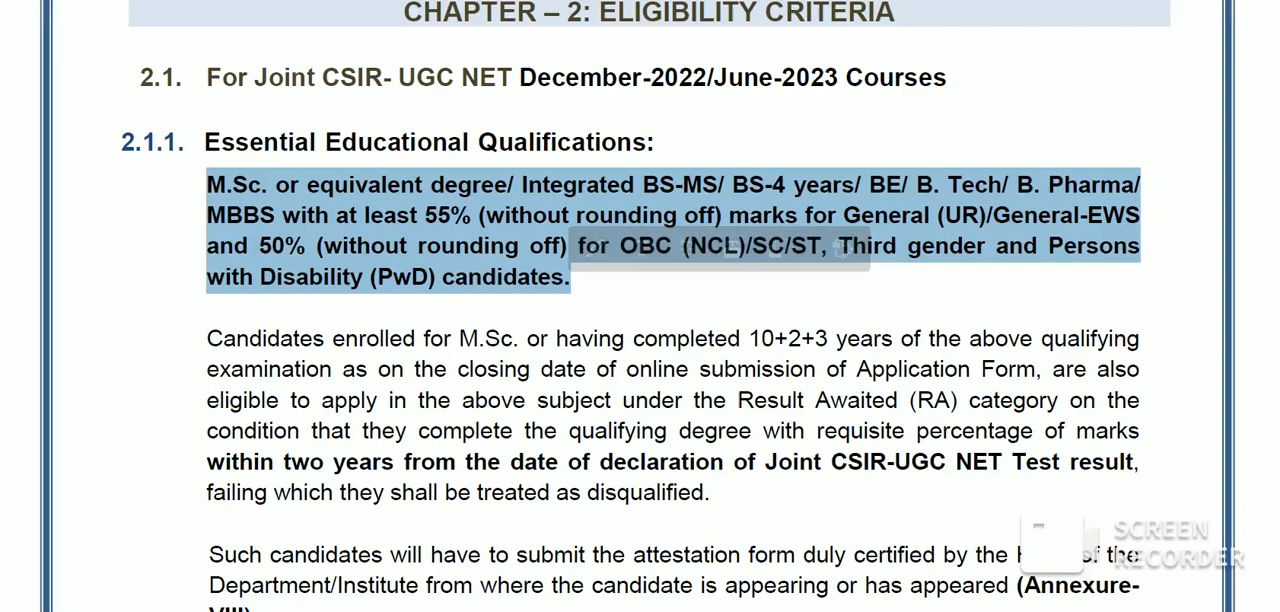 CHAPTER – 2: ELIGIBILITY CRITERIA
2.1. For Joint CSIR- UGC NET December-2022/June-2023 Courses
2.1.1. Essential Educational Qualifications:
M.Sc. or equivalent degree/ Integrated BS-MS/ BS-4 years/ BE/ B. Tech/ B. Pharma/
MBBS with at least 55% (without rounding off) marks for General (UR)/General-EWS
and 50% (without rounding off) for OBC (NCL)/SC/ST, Third gender and Persons
with Disability (PwD) candidates.
Candidates enrolled for M.Sc. or having completed 10+2+3 years of the above qualifying
examination as on the closing date of online submission of Application Form, are also
eligible to apply in the above subject under the Result Awaited (RA) category on the
condition that they complete the qualifying degree with requisite percentage of marks
within two years from the date of declaration of Joint CSIR-UGC NET Test result,
failing which they shall be treated as disqualified.
Such candidates will have to submit the attestation form duly certified by the of the
Department/Institute from where the candidate is appearing or has appeared (Annexure-
VIII)
SCREEN
RECORDER